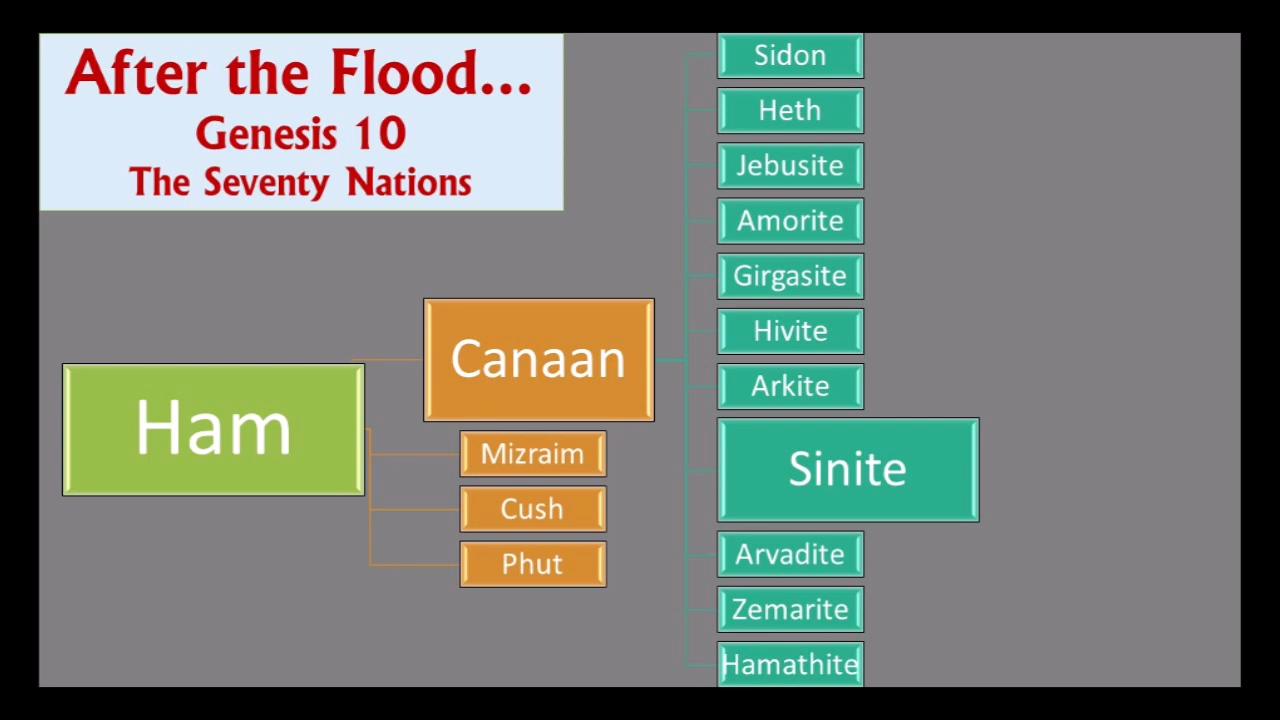 After the Flood...
Genesis 10
The Seventy Nations
Ham
Canaan
Mizraim
Cush
Phut
Sidon
Heth
Jebusite
Amorite
Girgasite
Hivite
Arkite
Sinite
Arvadite
Zemarite
Hamathite